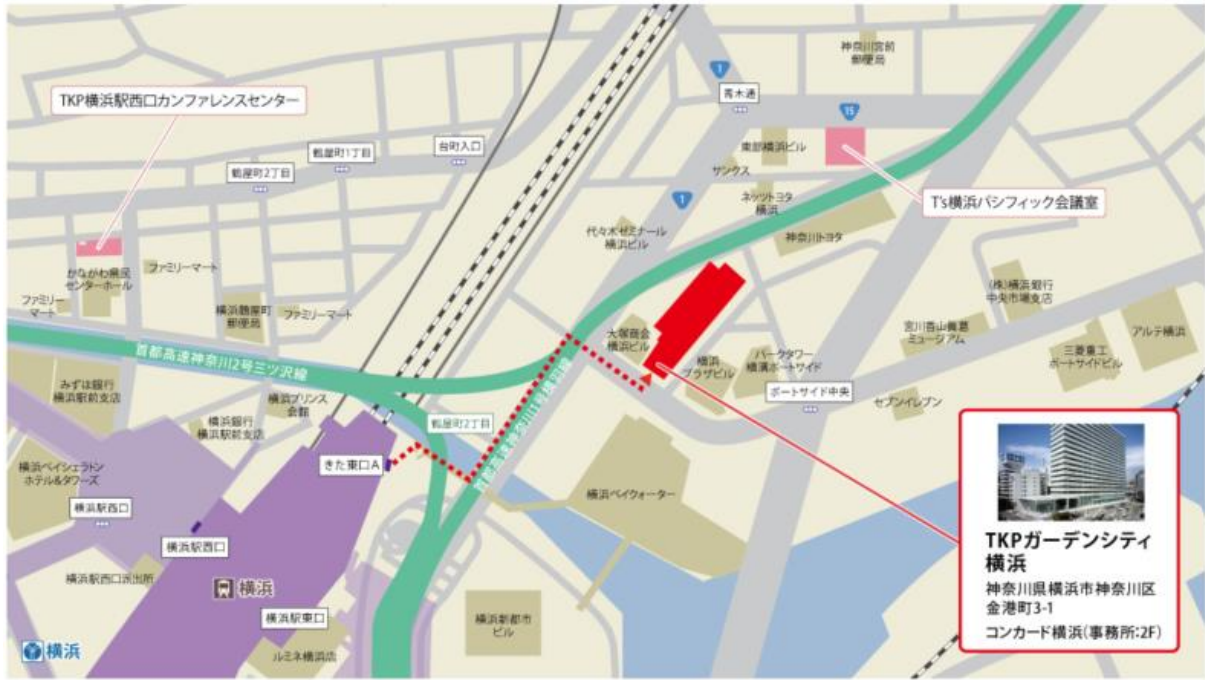 神奈川宮前
郵便局
1
青木通
TKP横浜駅西口カンファレンスセンター
15
東部横浜ビル
台町入口
鶴屋町1丁目
サンクス
鶴屋町2丁目
ネッツトヨタ
横浜
T's横浜パシフィック会議室
1
代々木ゼミナール
横浜ビル
神奈川トヨタ
かながわ県民
センターホール
ファミリーマート
ファミリー
マート
横浜鶴屋町
郵便局
ファミリーマート
(株)横浜銀行
中央市場支店
大塚商会
横浜ビル
宮川香山眞葛
ミュージアム
アルテ横浜
首都高速神奈川2号三ツ沢線
横浜
プラザビル
パークタワー
横濱ポートサイド
三菱重工
ポートサイドビル
みずほ銀行
横浜駅前支店
ポートサイド中央
セブンイレブン
横浜プリンス
会館
横浜銀行
横浜駅前支店
鶴屋町2丁目
首都高速神奈川1号横羽線
きた東口A
横浜ベイシェラトン
ホテル&タワーズ
横浜ベイクォーター
横浜駅西口
横浜駅西口
横浜駅西口派出所
横浜
横浜駅東口
横浜新都市
ビル
ルミネ横浜店
横浜
TKPガーデンシティ
横浜
神奈川県横浜市神奈川区
金港町3-1
コンカード横浜(事務所:2F)